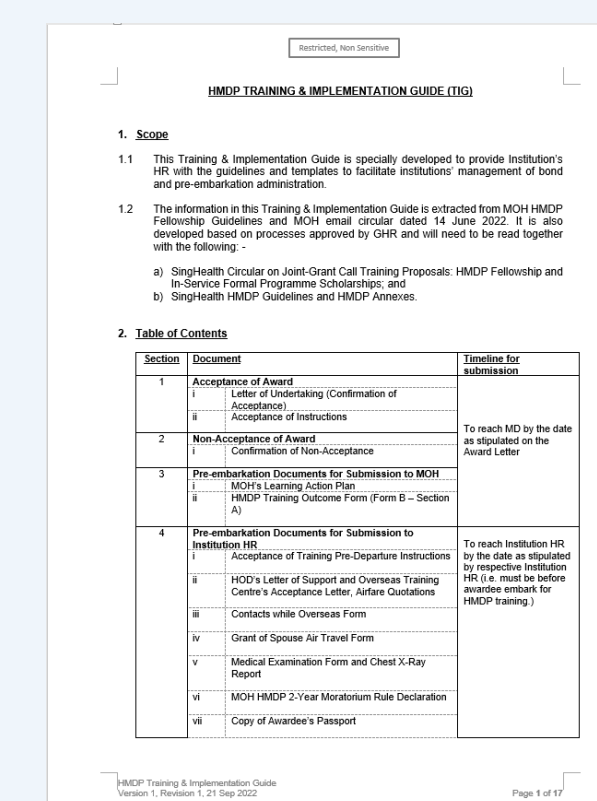 Restricted, Non Sensitive
HMDP TRAINING & IMPLEMENTATION GUIDE (TIG)
1. Scope
1.1 This Training & Implementation Guide is specially developed to provide Institution's
HR with the guidelines and templates to facilitate institutions' management of bond
and pre-embarkation administration.
1.2 The information in this Training & Implementation Guide is extracted from MOH HMDP
Fellowship Guidelines and MOH email circular dated 14 June 2022. It is also
developed based on processes approved by GHR and will need to be read together
with the following: -
a) SingHealth Circular on Joint-Grant Call Training Proposals: HMDP Fellowship and
In-Service Formal Programme Scholarships; and
b) SingHealth HMDP Guidelines and HMDP Annexes.
2. Table of Contents
Section Document Timeline for
submission
1 Acceptance of Award
i Letter of Undertaking (Confirmation of
Acceptance)
ii Acceptance of Instructions
To reach MD by the date
as stipulated on the
Award Letter
2 Non-Acceptance of Award
i Confirmation of Non-Acceptance
3 Pre-embarkation Documents for Submission to MOH
i MOH's Learning Action Plan
ii HMDP Training Outcome Form (Form B – Section
A)
4 Pre-embarkation Documents for Submission to
Institution HR
i Acceptance of Training Pre-Departure Instructions
ii HOD's Letter of Support and Overseas Training
Centre's Acceptance Letter, Airfare Quotations
iii Contacts while Overseas Form
iv Grant of Spouse Air Travel Form
v Medical Examination Form and Chest X-Ray
Report
vi MOH HMDP 2-Year Moratorium Rule Declaration
vii Copy of Awardee's Passport
To reach Institution HR
by the date as stipulated
by respective Institution
HR (i.e. must be before
awardee embark for
HMDP training.)
HMDP Training & Implementation Guide
Version 1, Revision 1, 21 Sep 2022
Page 1 of 17